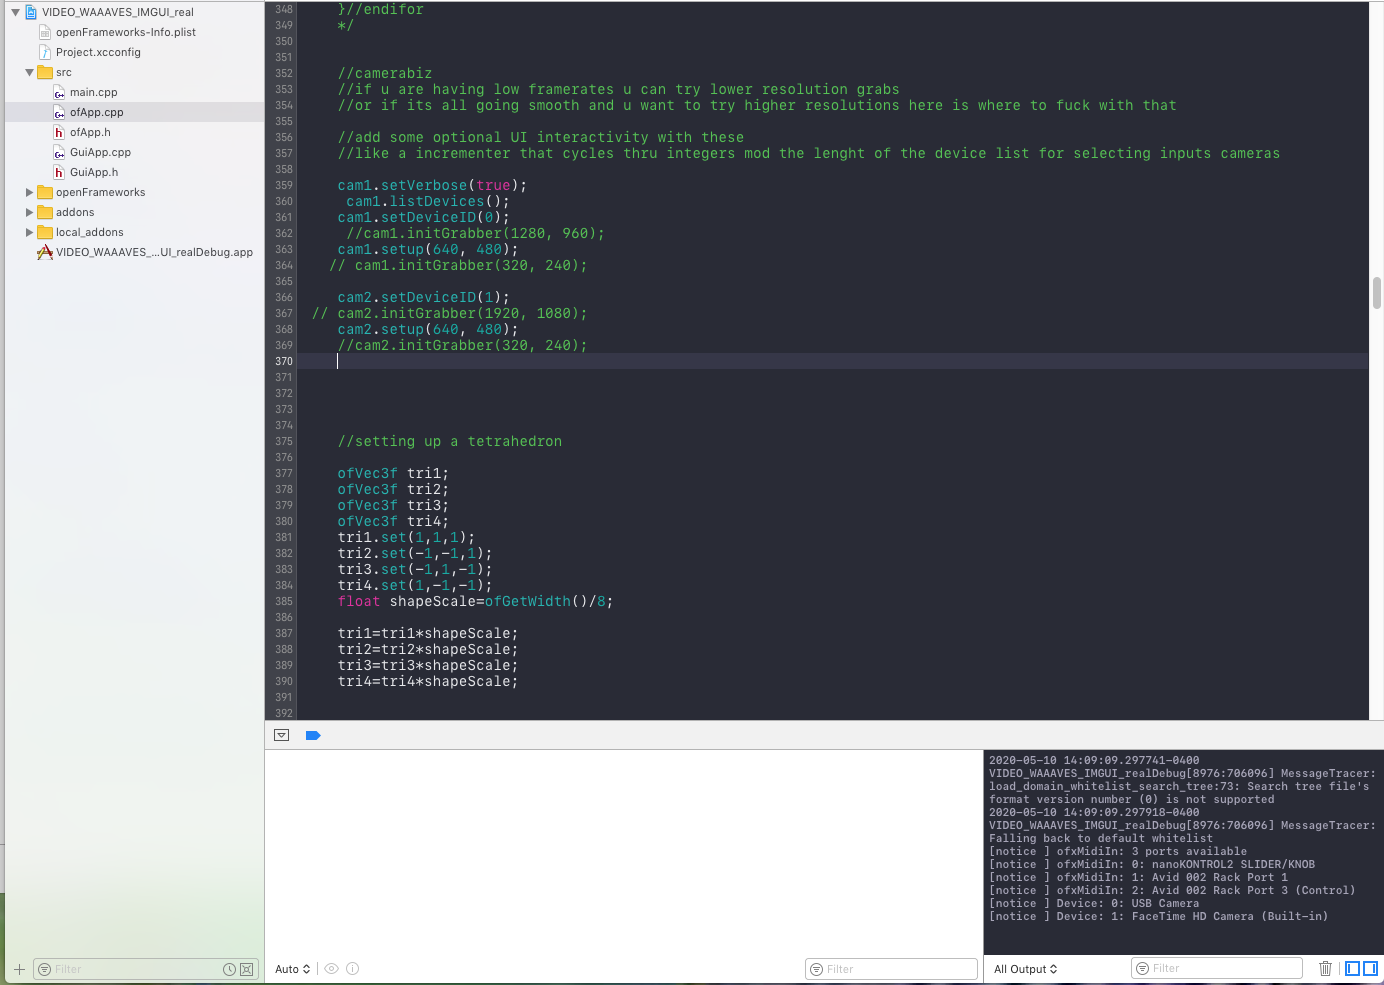 VIDEO_WAAAVES_IMGUI_real
openFrameworks-Info.plist
Project.xcconfig
src
main.cpp
ofApp.cpp
ofApp.h
GuiApp.cpp
GuiApp.h
openFrameworks
addons
local_addons
VIDEO_WAAAVES_...UI_realDebug.app
Filter
348 }//endifor
349 */
350
351
352 //camerabiz
353 //if u are having low framerates u can try lower resolution grabs
354 //or if its all going smooth and u want to try higher resolutions here is where to fuck with that
355
356 //add some optional UI interactivity with these
357 //like a incrementer that cycles thru integers mod the lenght of the device list for selecting inputs cameras
358
359 cam1.setVerbose(true);
360 cam1.listDevices();
361 cam1.setDeviceID(0);
362 //cam1.initGrabber(1280, 960);
363 cam1.setup(640, 480);
364 // cam1.initGrabber(320, 240);
365
366 cam2.setDeviceID(1);
367 // cam2.initGrabber(1920, 1080);
368 cam2.setup(640, 480);
369 //cam2.initGrabber(320, 240);
370
371
372
373
374
375 //setting up a tetrahedron
376
377 ofVec3f tri1;
378 ofVec3f tri2;
379 ofVec3f tri3;
380 ofVec3f tri4;
381 tri1.set(1,1,1);
382 tri2.set(-1,-1,1);
383 tri3.set(-1,1,-1);
384 tri4.set(1,-1,-1);
385 float shapeScale=ofGetWidth()/8;
386
387 tri1=tri1*shapeScale;
388 tri2=tri2*shapeScale;
389 tri3=tri3*shapeScale;
390 tri4=tri4*shapeScale;
391
392
Auto
Filter
2020-05-10 14:09:09.297741-0400
VIDEO_WAAAVES_IMGUI_realDebug[8976:706096] MessageTracer:
load_domain_whitelist_search_tree:73: Search tree file's
format version number (0) is not supported
2020-05-10 14:09:09.297918-0400
VIDEO_WAAAVES_IMGUI_realDebug[8976:706096] MessageTracer:
Falling back to default whitelist
[notice ] ofxMidiIn: 3 ports available
[notice ] ofxMidiIn: 0: nanoKONTROL2 SLIDER/KNOB
[notice ] ofxMidiIn: 1: Avid 002 Rack Port 1
[notice ] ofxMidiIn: 2: Avid 002 Rack Port 3 (Control)
[notice ] Device: 0: USB Camera
[notice ] Device: 1: FaceTime HD Camera (Built-in)
All Output
Filter